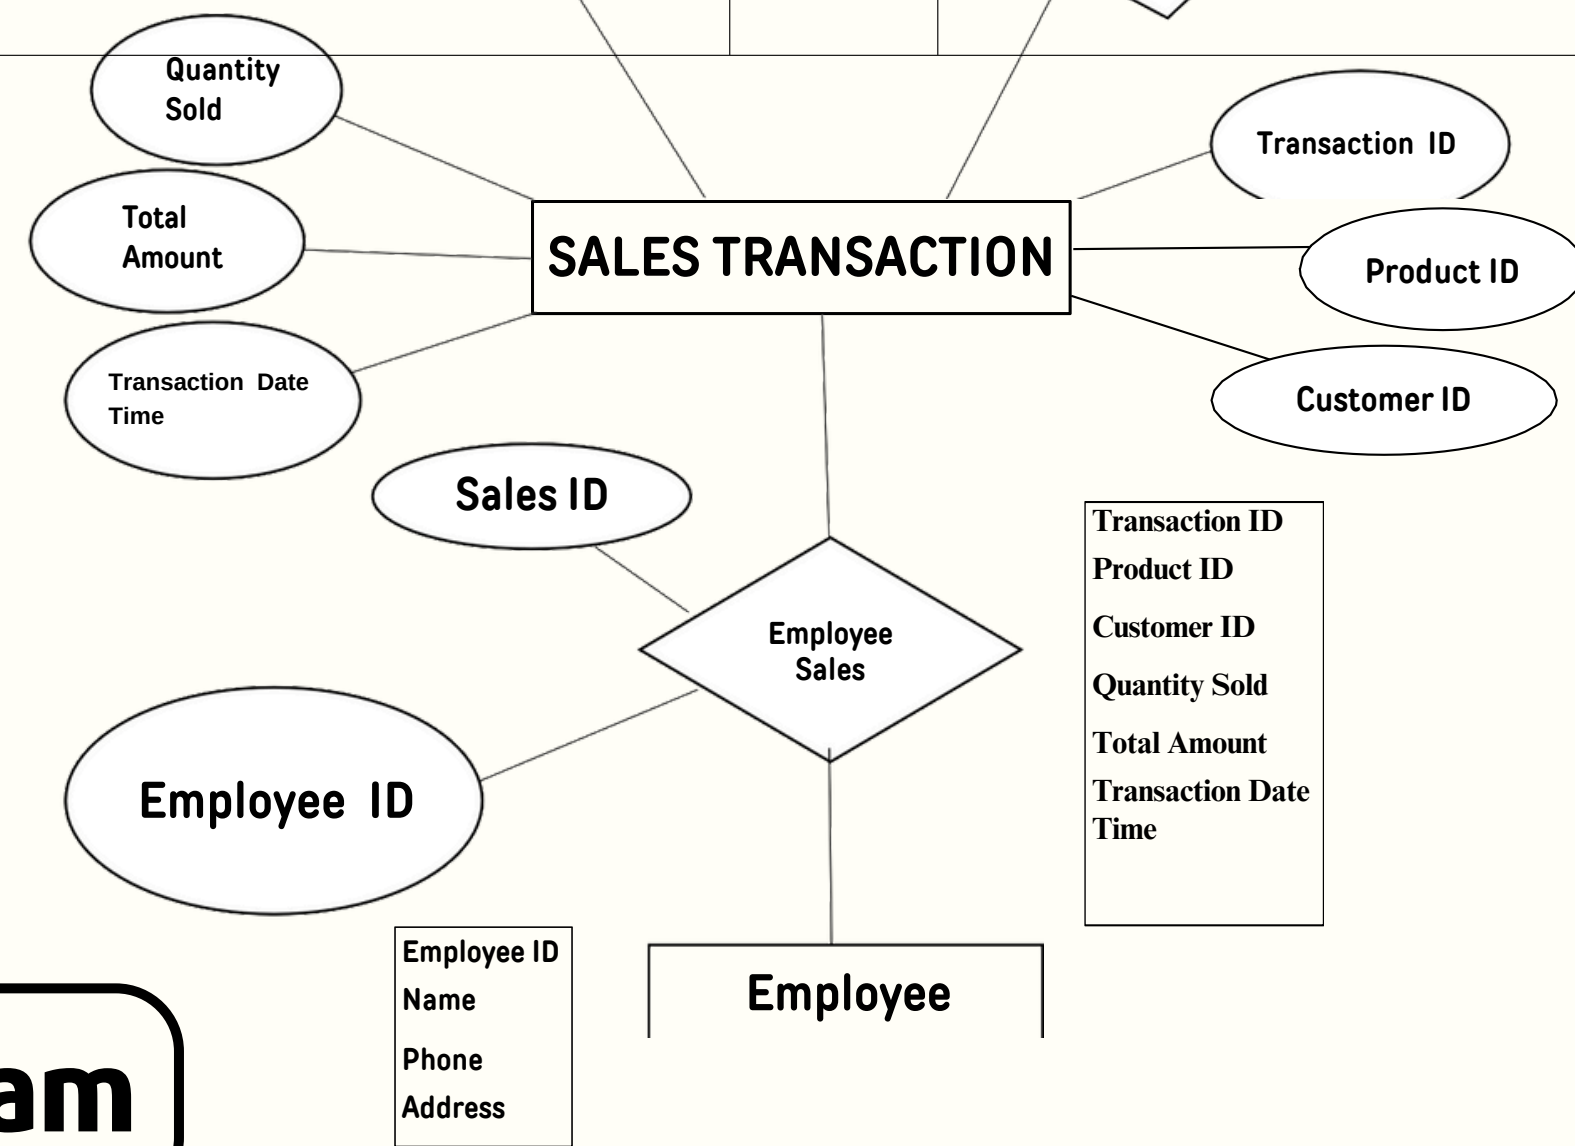 Quantity
Sold
Transaction ID
Total
Amount
SALES TRANSACTION
Product ID
Transaction Date
Time
Customer ID
Sales ID
Transaction ID
Product ID
Customer ID
Quantity Sold
Total Amount
Transaction Date
Time
Employee
Sales
Employee ID
Employee ID
Name
Phone
Address
Employee
am